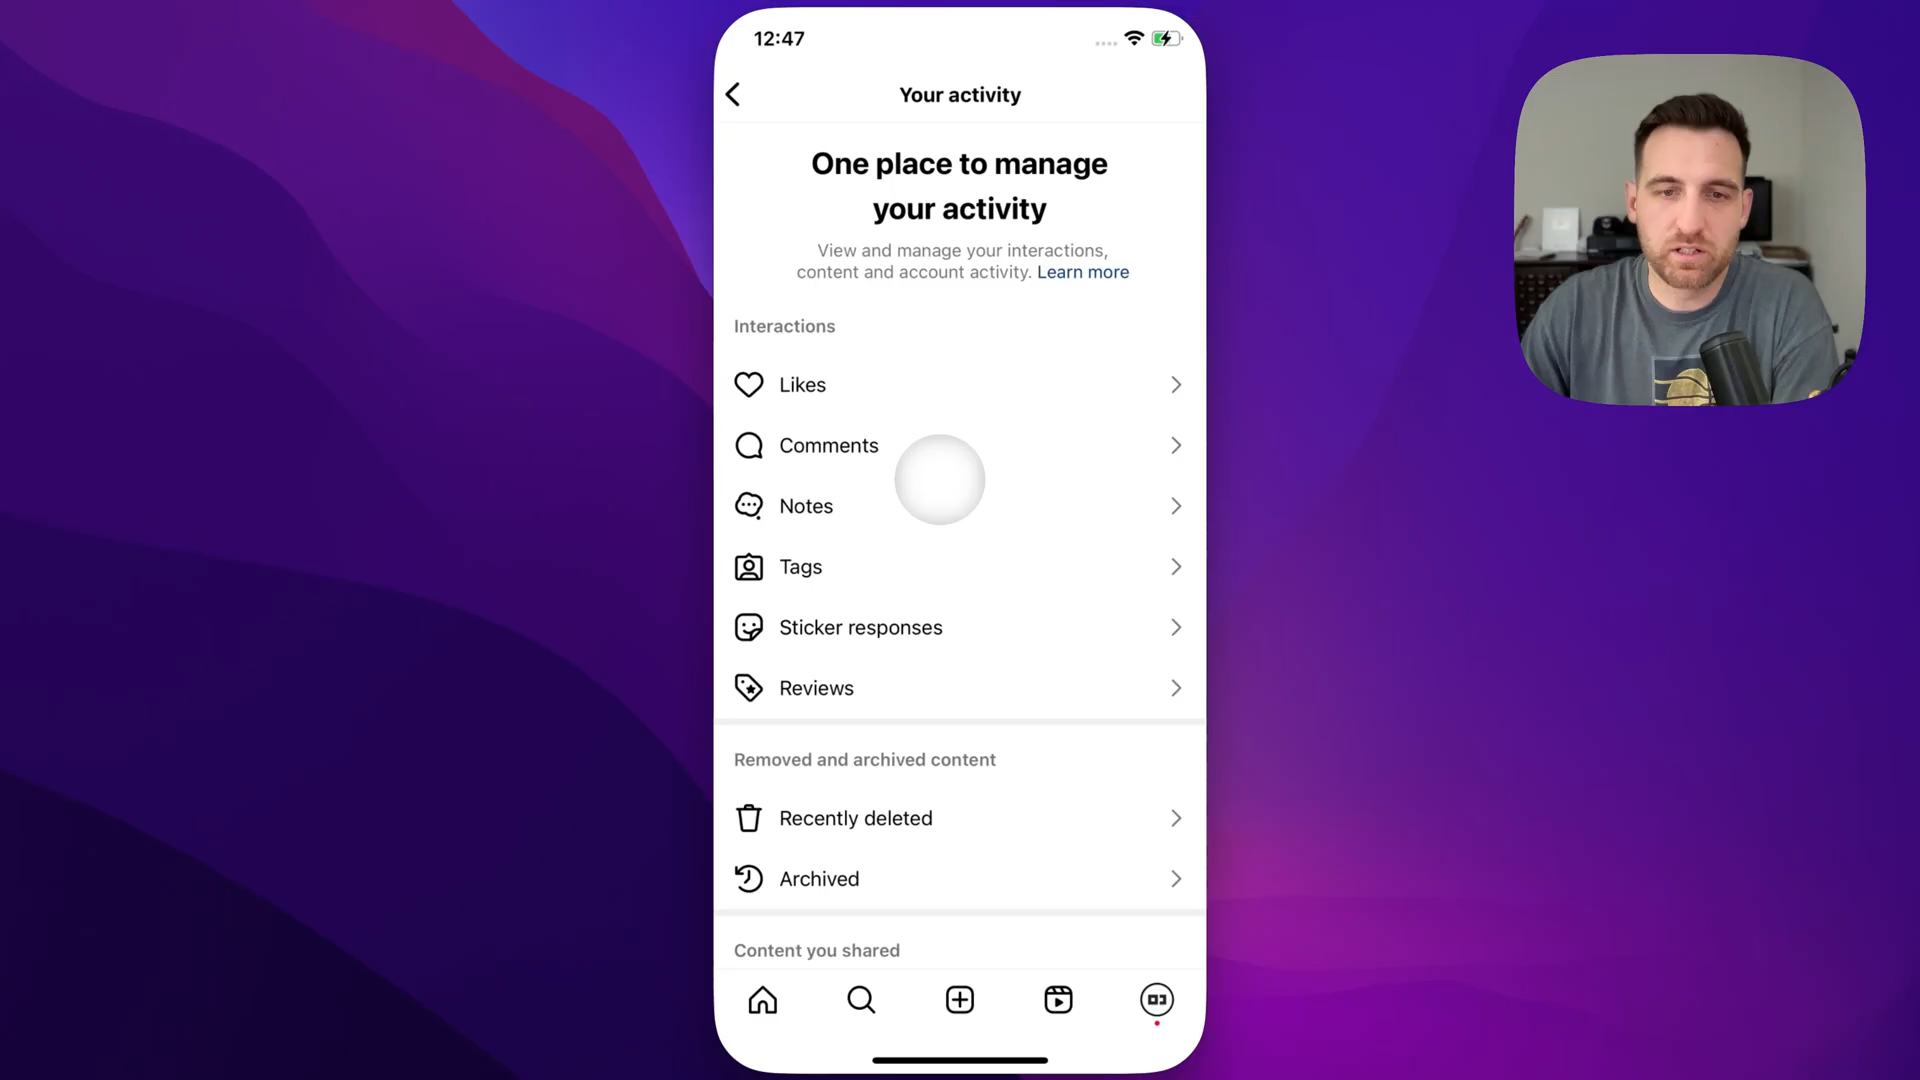 12:47
Your activity
One place to manage
your activity
View and manage your interactions,
content and account activity. Learn more
Interactions
Likes
Comments
Notes
Tags
Sticker responses
Reviews
Removed and archived content
Recently deleted
Archived
Content you shared